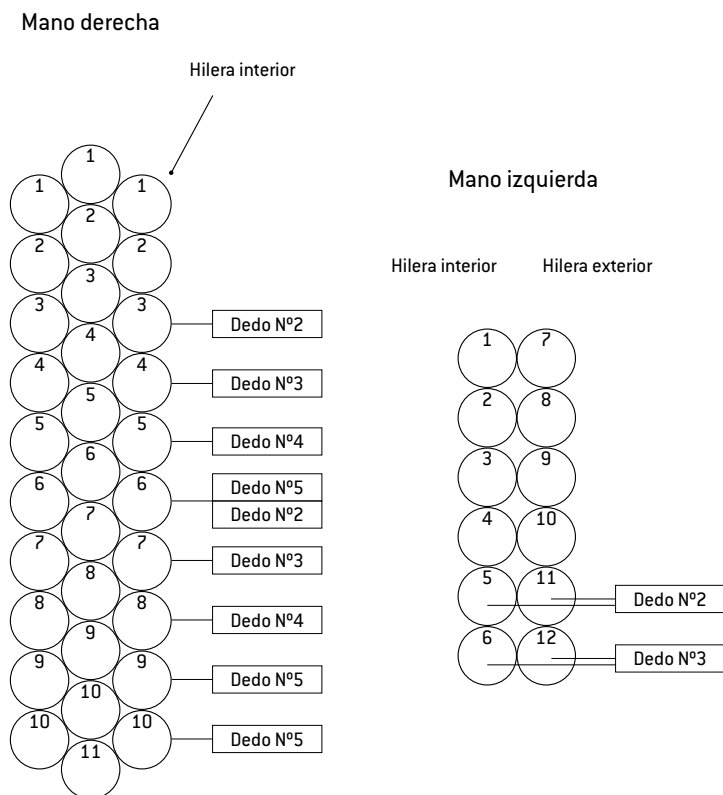 Mano derecha
Hilera interior
1
1 1
2
2 2
3
3 3 Dedo Nº2
4
4 4 Dedo Nº3
5
5 5 Dedo Nº4
6
6 6 Dedo Nº5
Dedo Nº2
7
7 7 Dedo Nº3
8
8 8 Dedo Nº4
9
9 9 Dedo Nº5
10
10 10 Dedo Nº5
11
Mano izquierda
Hilera interior Hilera exterior
1 7
2 8
3 9
4 10
5 11 Dedo Nº2
6 12 Dedo Nº3